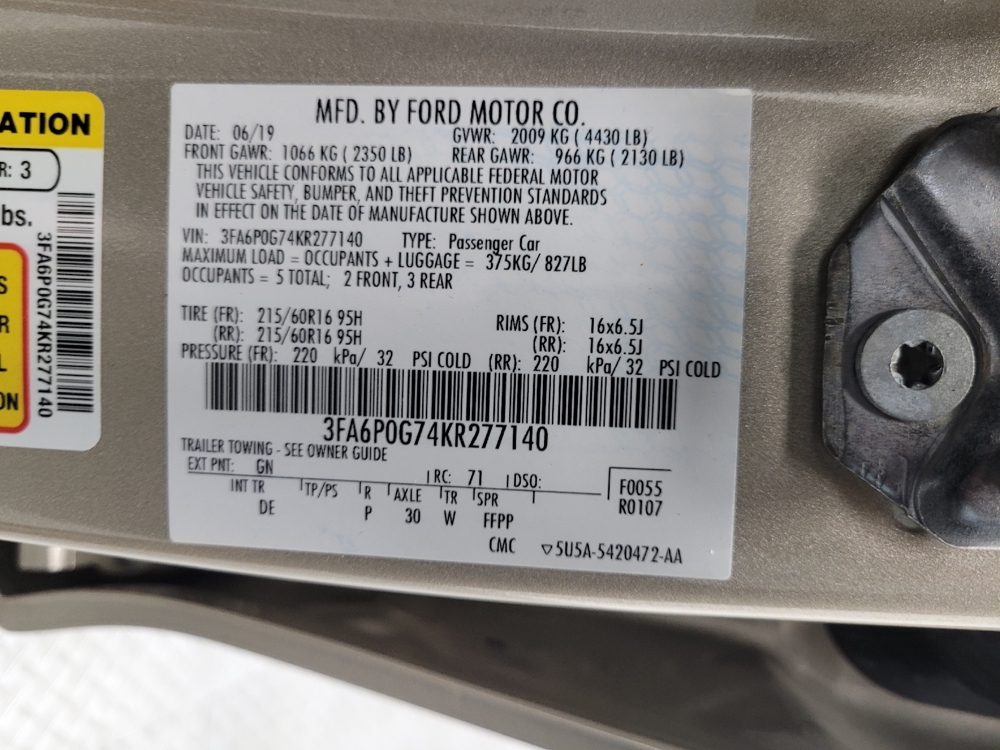 ATION
R: 3
lbs.
3FA6P0G74KR277140
S
R
L
ON
MFD. BY FORD MOTOR CO.
DATE: 06/19 GVWR: 2009 KG ( 4430 LB)
FRONT GAWR: 1066 KG ( 2350 LB) REAR GAWR: 966 KG ( 2130 LB)
THIS VEHICLE CONFORMS TO ALL APPLICABLE FEDERAL MOTOR
VEHICLE SAFETY, BUMPER, AND THEFT PREVENTION STANDARDS
IN EFFECT ON THE DATE OF MANUFACTURE SHOWN ABOVE.
VIN: 3FA6P0G74KR277140 TYPE: Passenger Car
MAXIMUM LOAD = OCCUPANTS + LUGGAGE = 375KG/ 827LB
OCCUPANTS = 5 TOTAL; 2 FRONT, 3 REAR
TIRE (FR): 215/60R16 95H RIMS (FR): 16x6.5J
(RR): 215/60R16 95H (RR): 16x6.5J
PRESSURE (FR): 220 kPa/ 32 PSI COLD (RR): 220 kPa/ 32 PSI COLD
3FA6P0G74KR277140
TRAILER TOWING - SEE OWNER GUIDE
EXT PNT: GN RC: 71 DSO: F0055
INT TR TP/PS R AXLE TR SPR R0107
DE P 30 W FFPP
CMC ▽5U5A-5420472-AA